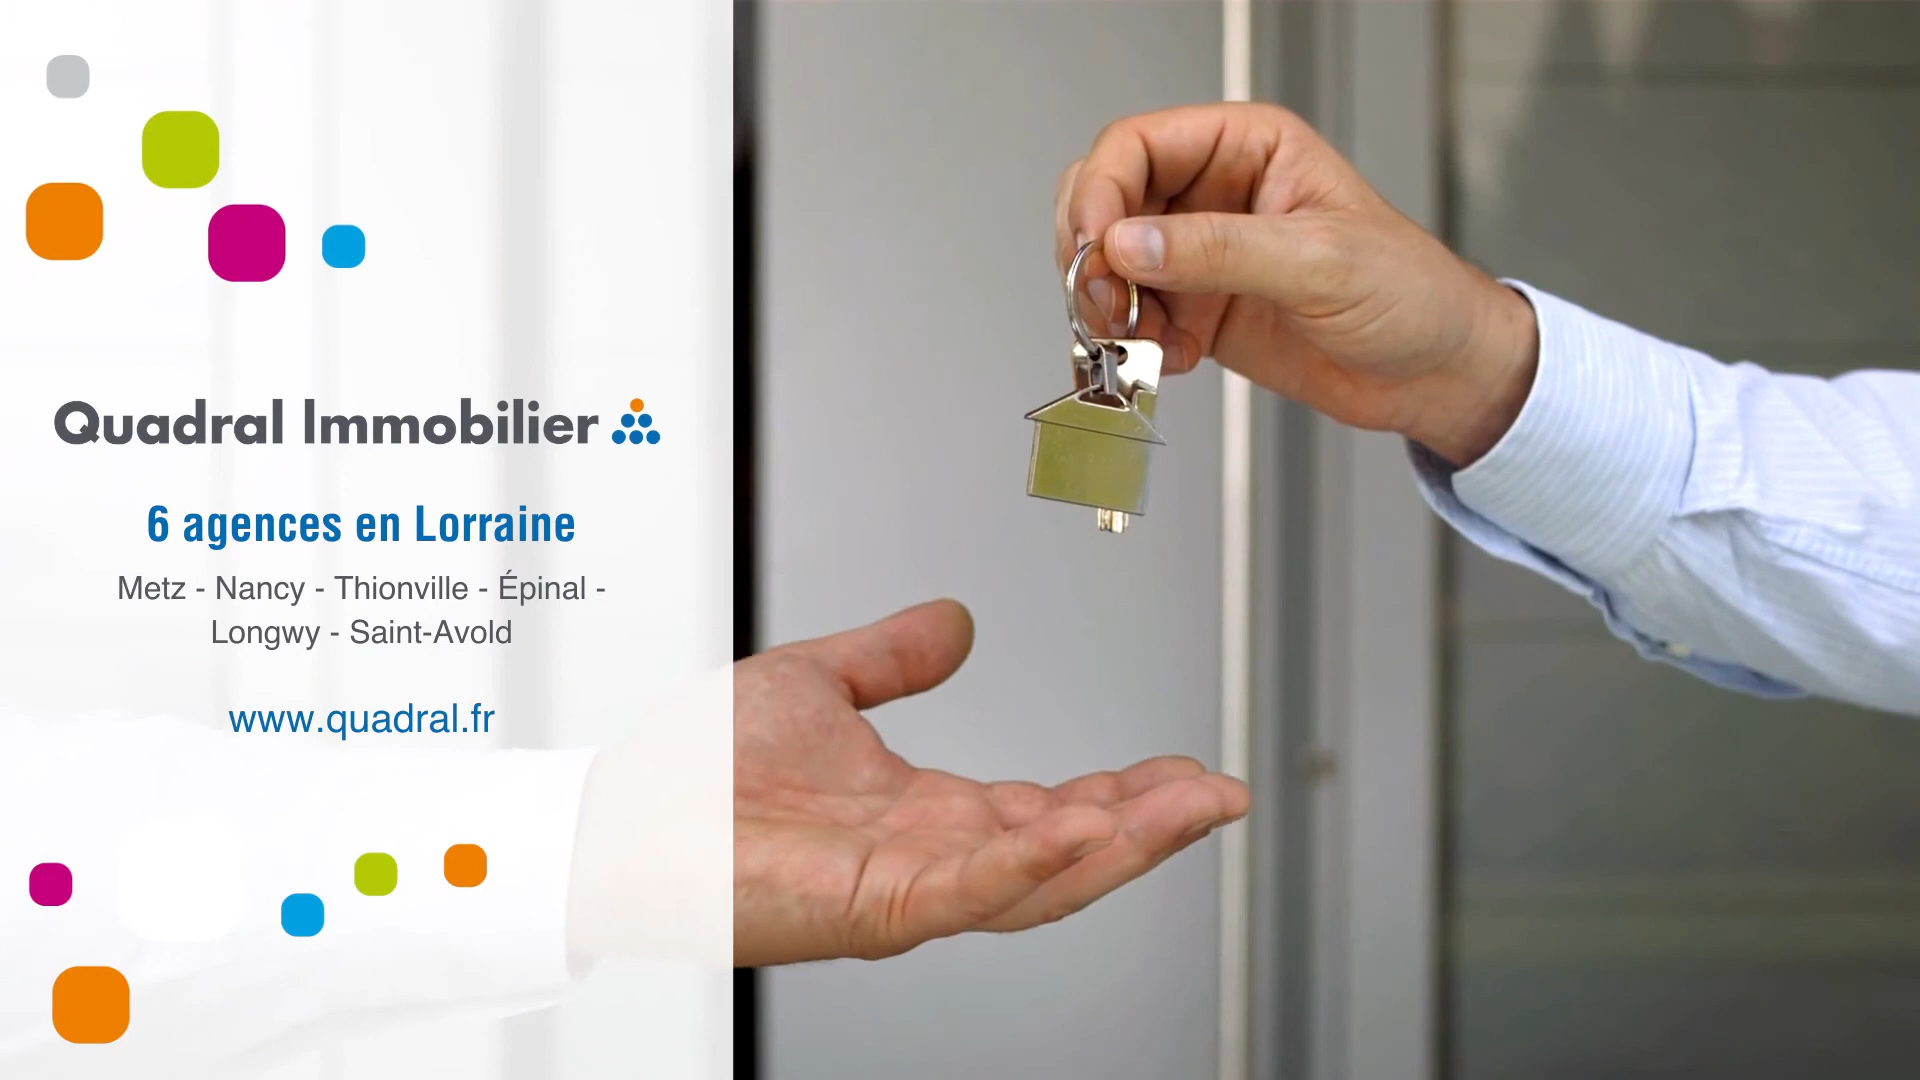 Quadral Immobilier
6 agences en Lorraine
Metz - Nancy - Thionville - Épinal -
Longwy - Saint-Avold
www.quadral.fr